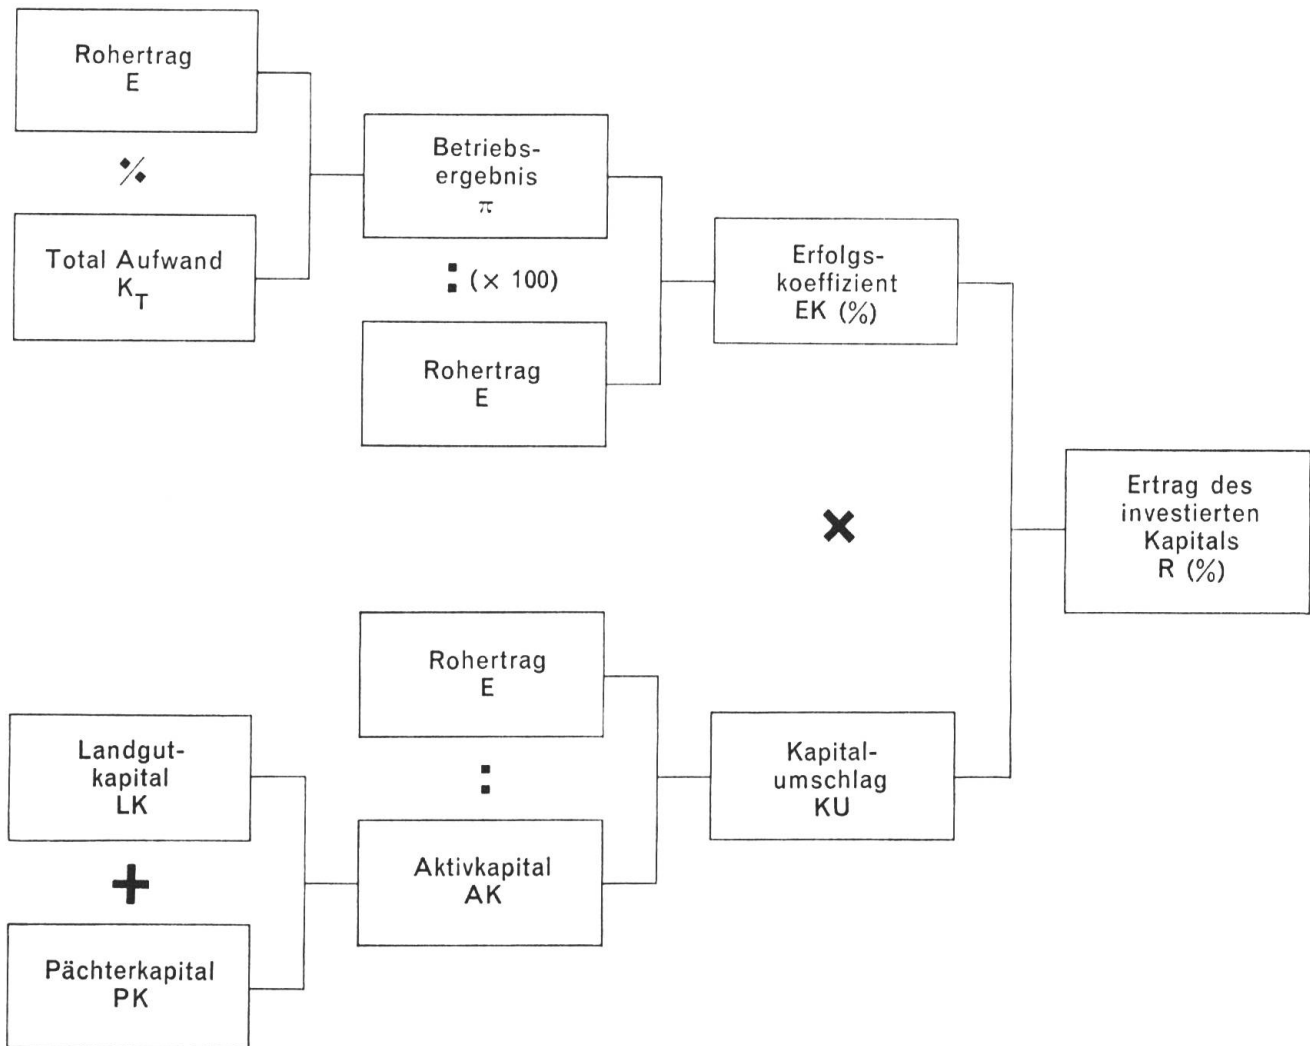 Rohertrag
E
⁒
Total Aufwand
K_T
Betriebs-
ergebnis
π
: (× 100)
Rohertrag
E
Erfolgs-
koeffizient
EK (%)
×
Ertrag des
investierten
Kapitals
R (%)
Rohertrag
E
:
Aktivkapital
AK
Kapital-
umschlag
KU
Landgut-
kapital
LK
+
Pächterkapital
PK